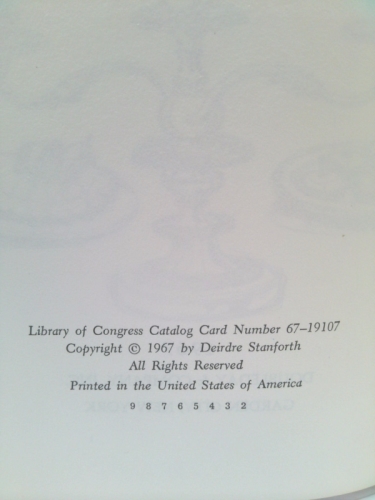 Library of Congress Catalog Card Number 67–19107
Copyright © 1967 by Deirdre Stanforth
All Rights Reserved
Printed in the United States of America
9 8 7 6 5 4 3 2